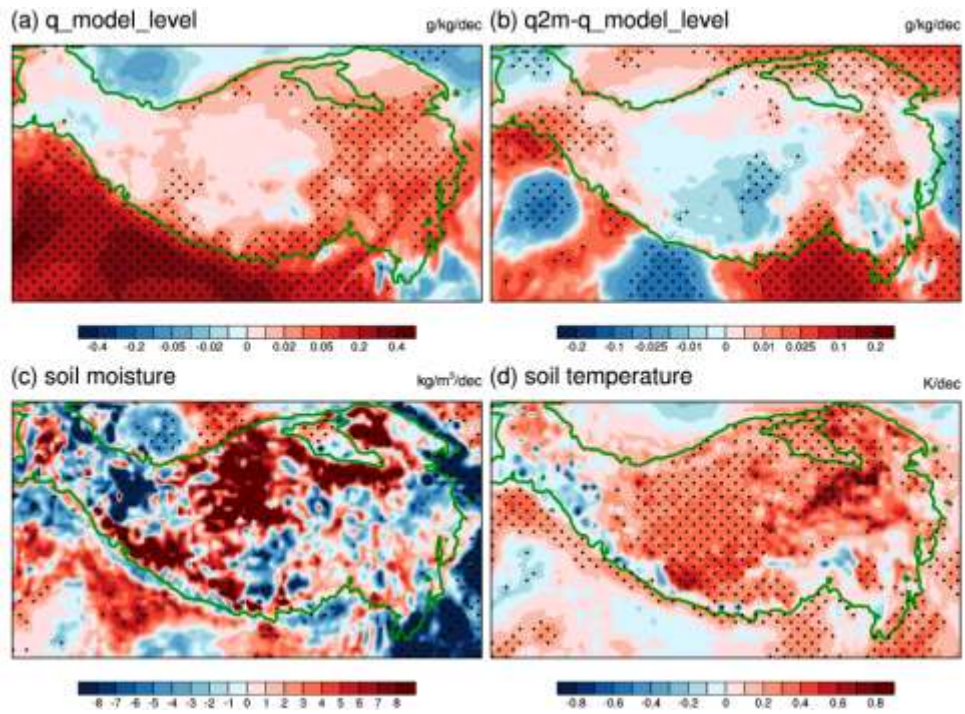 (a) q_model_level g/kg/dec
(b) q2m-q_model_level g/kg/dec
-0.4 -0.2 -0.05 -0.02 0 0.02 0.05 0.2 0.4
-0.2 -0.1 -0.025 -0.01 0 0.01 0.025 0.1 0.2
(c) soil moisture kg/m³/dec
(d) soil temperature K/dec
-8 -7 -6 -5 -4 -3 -2 -1 0 1 2 3 4 5 6 7 8
-0.8 -0.6 -0.4 -0.2 0 0.2 0.4 0.6 0.8